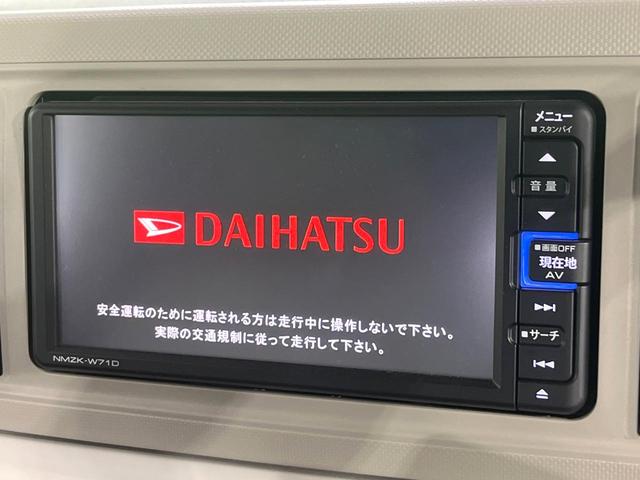 DAIHATSU
安全運転のために運転される方は走行中に操作しないで下さい。
実際の交通規制に従って走行して下さい。
NMZK-W71D
メニュー
スタンバイ
音量
画面OFF
現在地
AV
サーチ